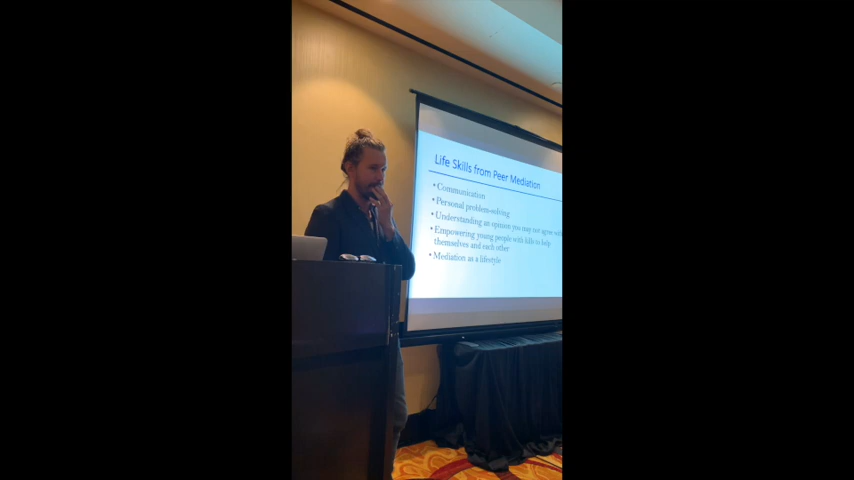 Life Skills from Peer Mediation
• Communication
• Personal problem-solving
• Understanding an opinion you may not agree with
• Empowering young people with kills to help
themselves and each other
• Mediation as a lifestyle